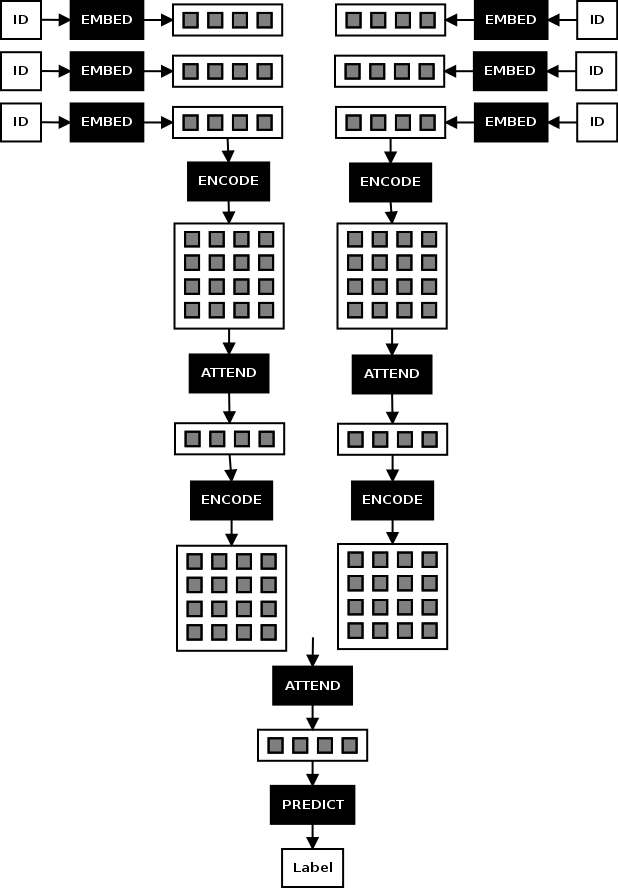 ID EMBED EMBED ID
ID EMBED EMBED ID
ID EMBED EMBED ID
ENCODE ENCODE
ATTEND ATTEND
ENCODE ENCODE
ATTEND
PREDICT
Label